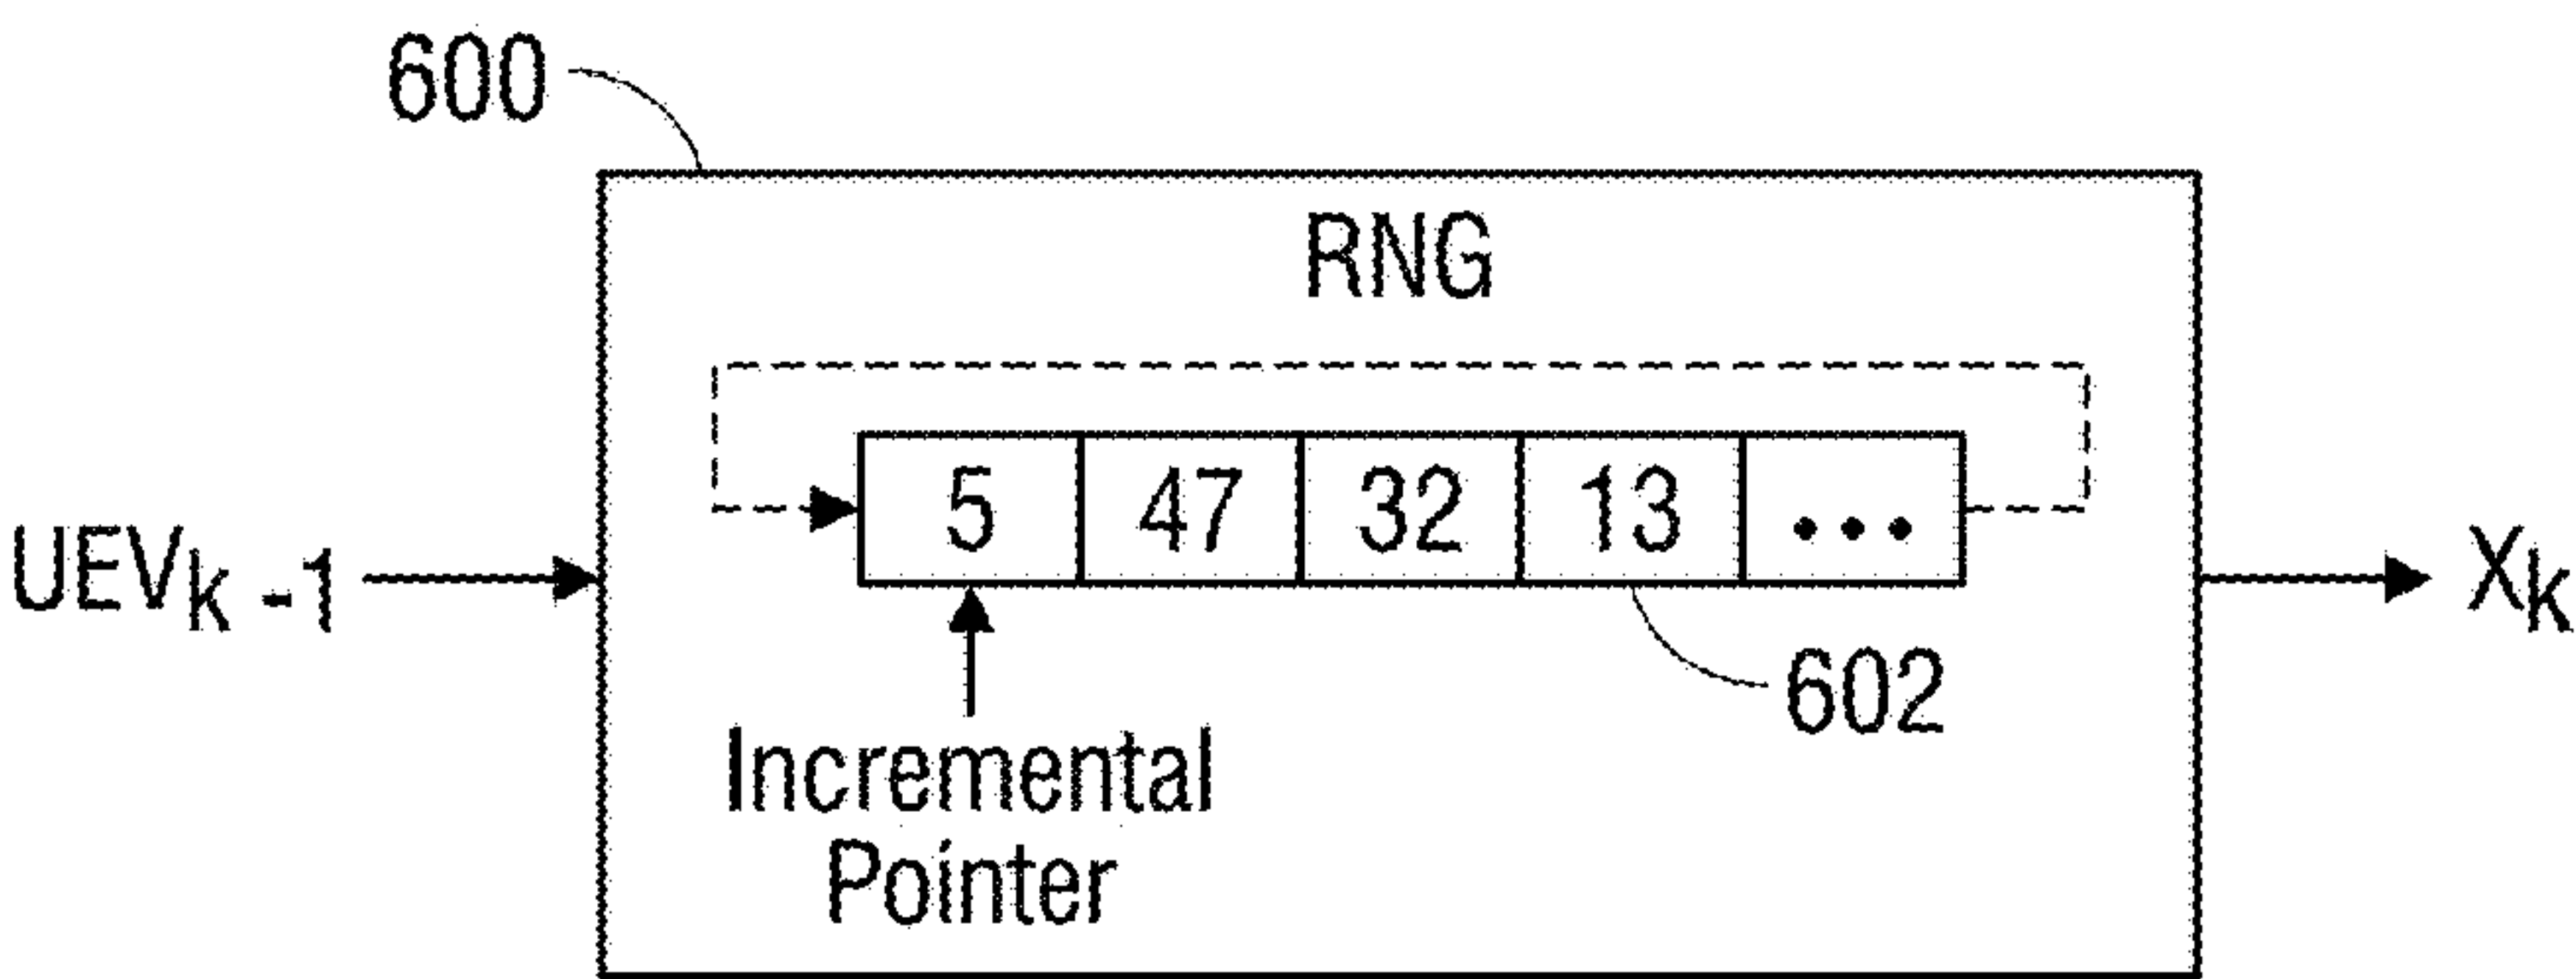 600
RNG
5 47 32 13 ...
UEVk-1
Xk
602
Incremental
Pointer